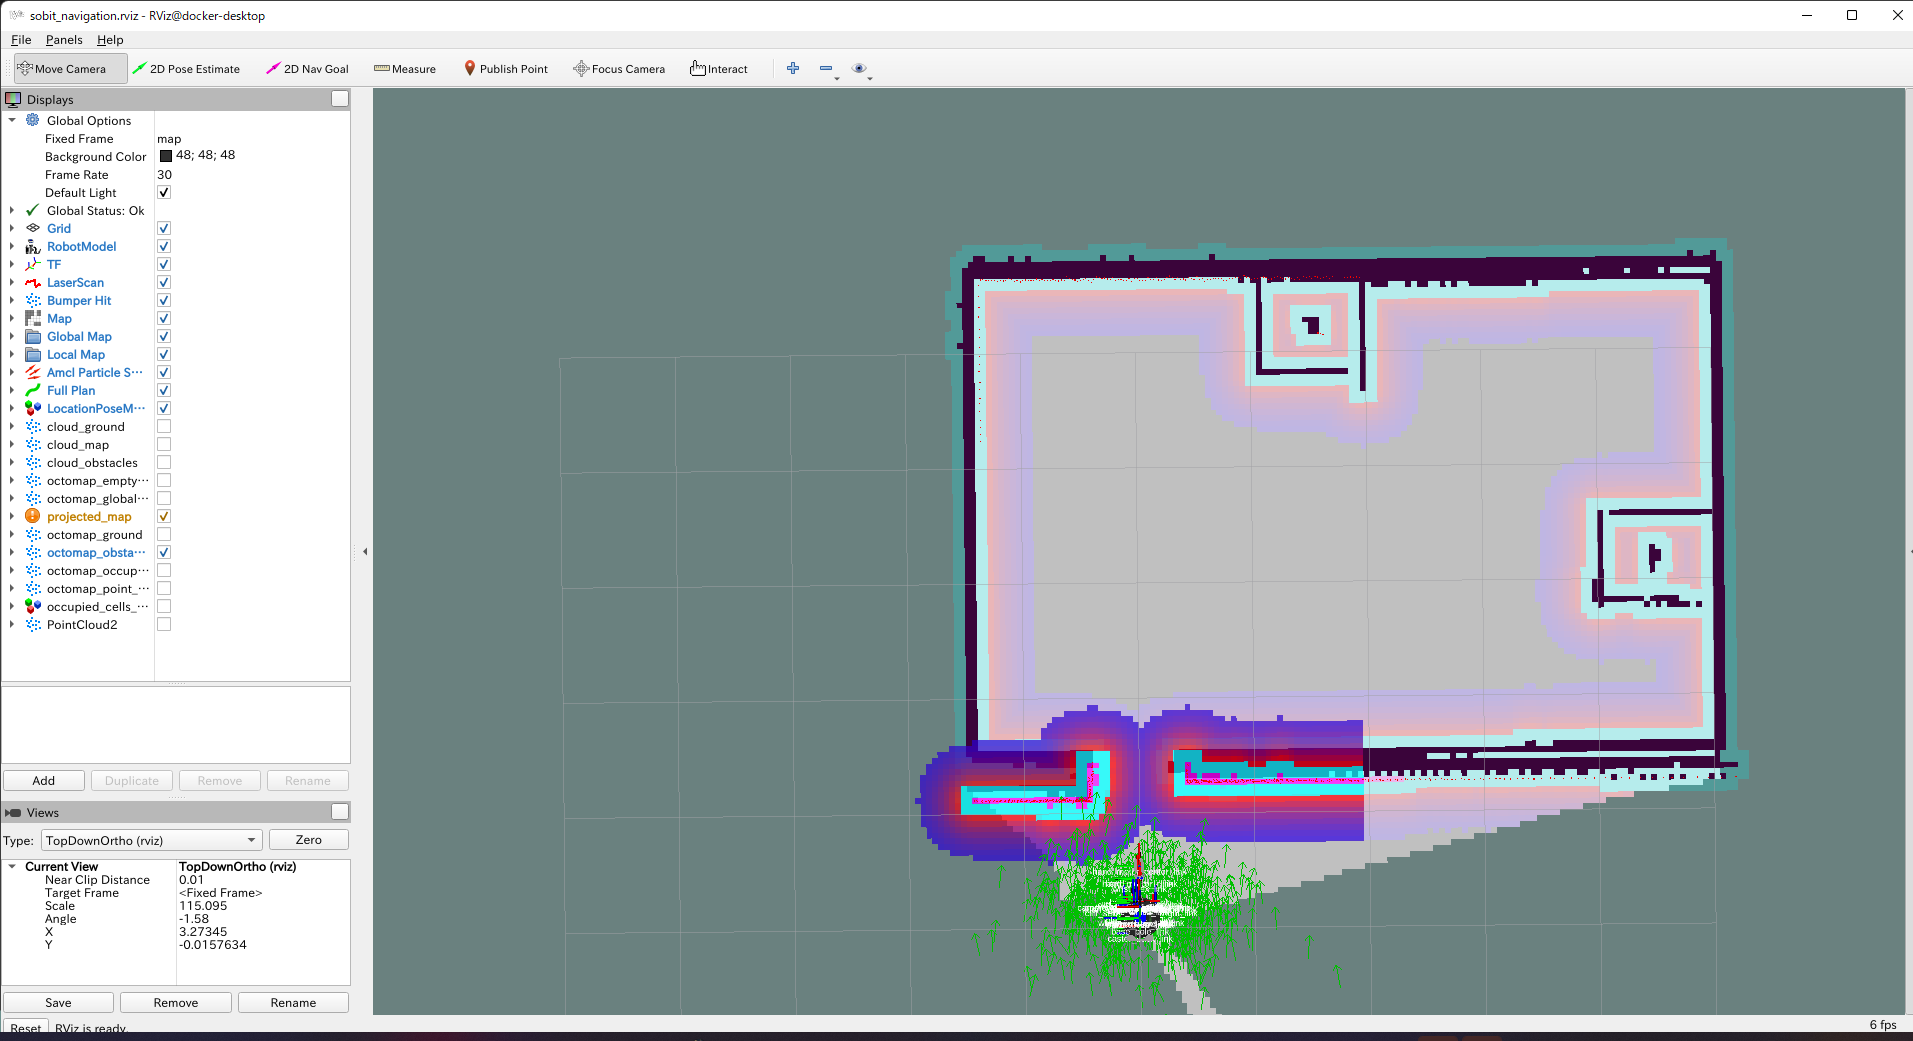 sobit_navigation.rviz - RViz@docker-desktop
File Panels Help
Move Camera 2D Pose Estimate 2D Nav Goal Measure Publish Point Focus Camera Interact
Displays
Global Options
Fixed Frame map
Background Color 48; 48; 48
Frame Rate 30
Default Light
Global Status: Ok
Grid
RobotModel
TF
LaserScan
Bumper Hit
Map
Global Map
Local Map
Amcl Particle S···
Full Plan
LocationPoseM···
cloud_ground
cloud_map
cloud_obstacles
octomap_empty···
octomap_global···
projected_map
octomap_ground
octomap_obsta···
octomap_occup···
octomap_point_···
occupied_cells_···
PointCloud2
Add Duplicate Remove Rename
Views
Type: TopDownOrtho (rviz) Zero
Current View TopDownOrtho (rviz)
Near Clip Distance 0.01
Target Frame <Fixed Frame>
Scale 115.095
Angle -1.58
X 3.27345
Y -0.0157634
Save Remove Rename
Reset RViz is ready. 6 fps